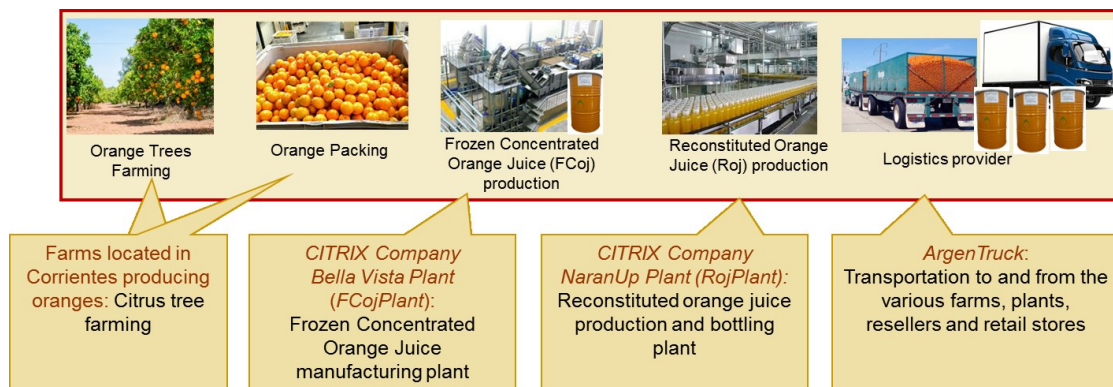 Orange Trees
Farming
Orange Packing
Frozen Concentrated
Orange Juice (FCoj)
production
Reconstituted Orange
Juice (Roj) production
Logistics provider
Farms located in
Corrientes producing
oranges: Citrus tree
farming
CITRIX Company
Bella Vista Plant
(FCojPlant):
Frozen Concentrated
Orange Juice
manufacturing plant
CITRIX Company
NaranUp Plant (RojPlant):
Reconstituted orange juice
production and bottling
plant
ArgenTruck:
Transportation to and from the
various farms, plants,
resellers and retail stores